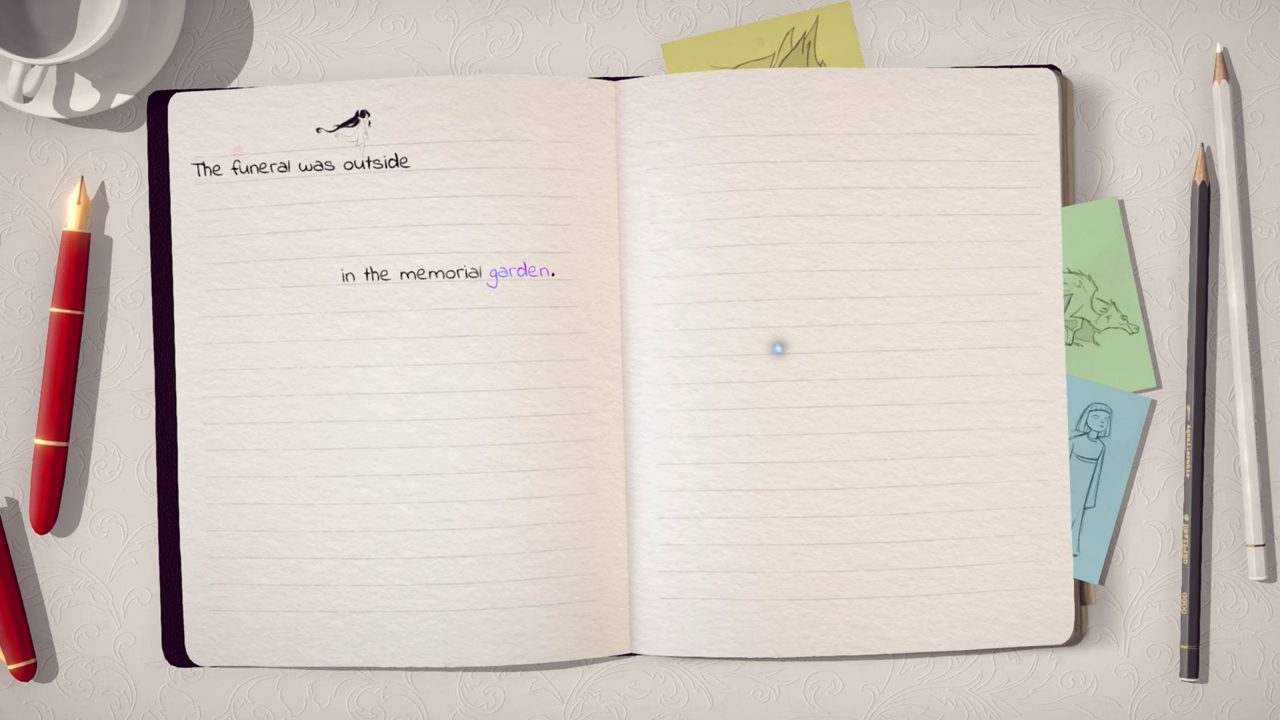 The funeral was outside
in the memorial garden.